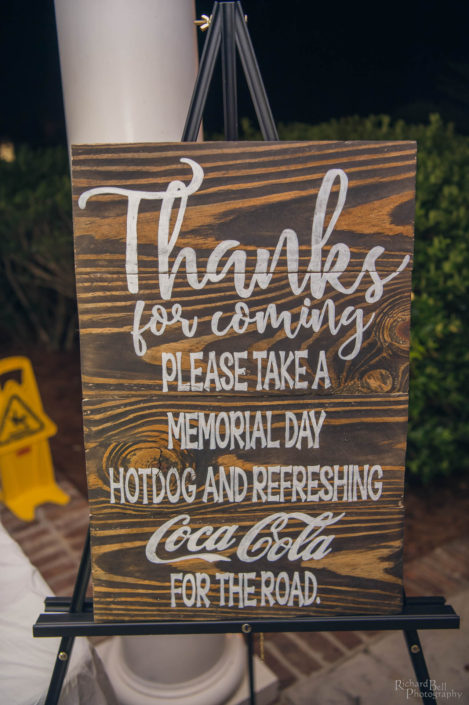 Thanks
for coming
PLEASE TAKE A
MEMORIAL DAY
HOTDOG AND REFRESHING
Coca Cola
FOR THE ROAD.
Richard Bell
Photography